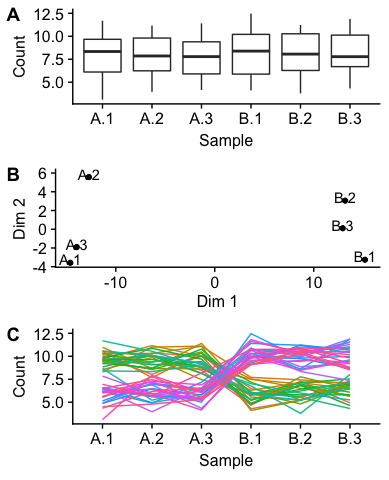 A
12.5
10.0
7.5
5.0
Count
A.1 A.2 A.3 B.1 B.2 B.3
Sample
B
6
4
2
0
-2
-4
Dim 2
A.2
B.2
B.3
A.3
A.1
B.1
-10 0 10
Dim 1
C
12.5
10.0
7.5
5.0
Count
A.1 A.2 A.3 B.1 B.2 B.3
Sample